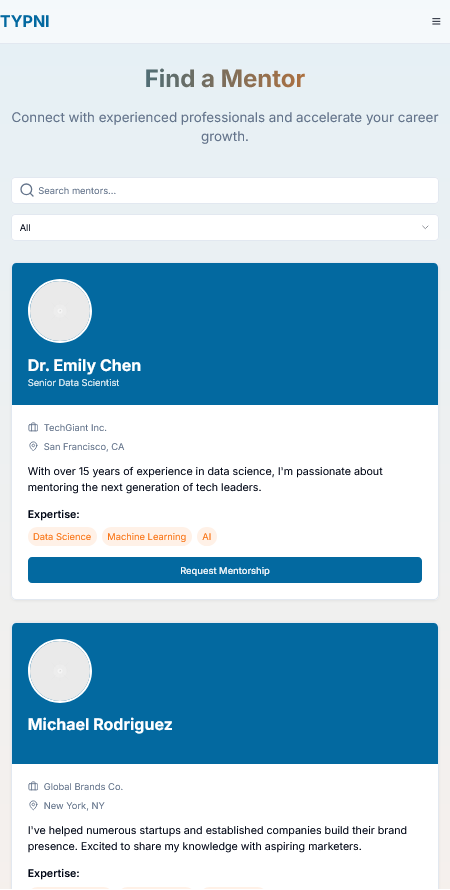 TYPNI
Find a Mentor
Connect with experienced professionals and accelerate your career
growth.
Search mentors...
All
Dr. Emily Chen
Senior Data Scientist
TechGiant Inc.
San Francisco, CA
With over 15 years of experience in data science, I'm passionate about
mentoring the next generation of tech leaders.
Expertise:
Data Science Machine Learning AI
Request Mentorship
Michael Rodriguez
Global Brands Co.
New York, NY
I've helped numerous startups and established companies build their brand
presence. Excited to share my knowledge with aspiring marketers.
Expertise: